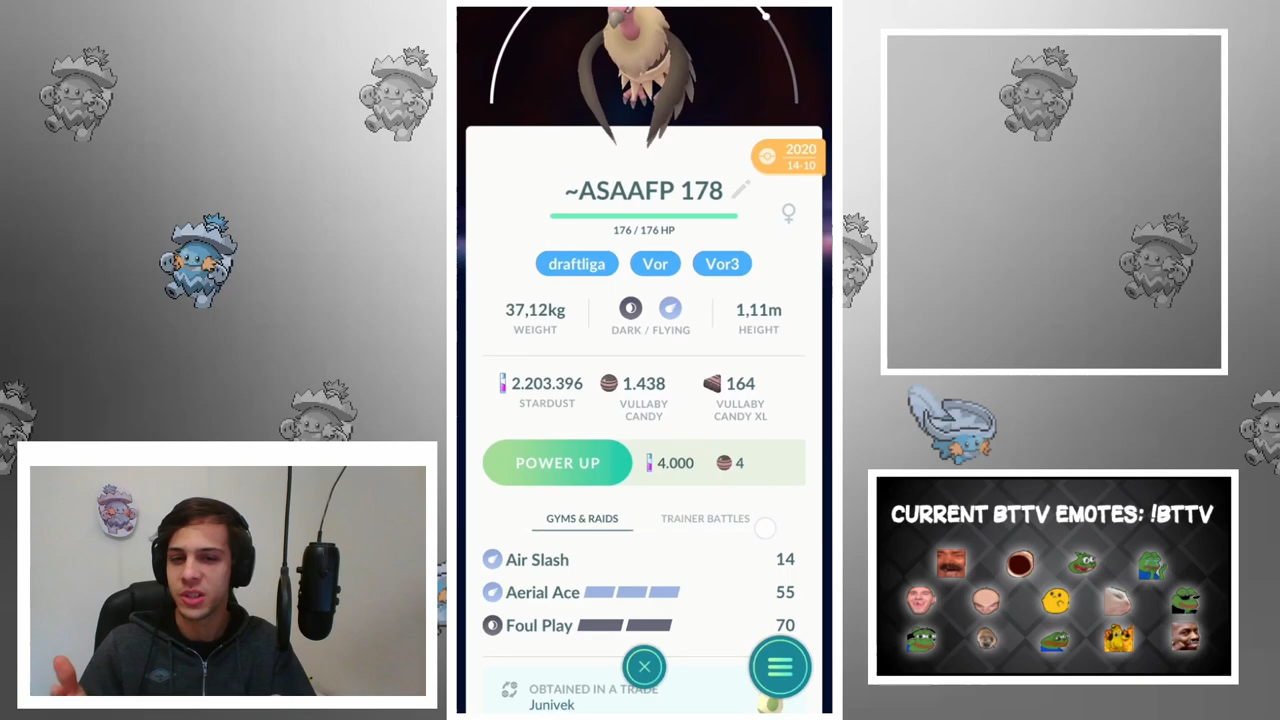 2020
14-10
~ASAAFP 178
176 / 176 HP
draftliga Vor Vor3
37,12kg
WEIGHT
DARK / FLYING
1,11m
HEIGHT
2.203.396
STARDUST
1.438
VULLABY
CANDY
164
VULLABY
CANDY XL
POWER UP 4.000 4
GYMS & RAIDS TRAINER BATTLES
Air Slash 14
Aerial Ace 55
Foul Play 70
OBTAINED IN A TRADE
Junivek
CURRENT BTTV EMOTES: !BTTV